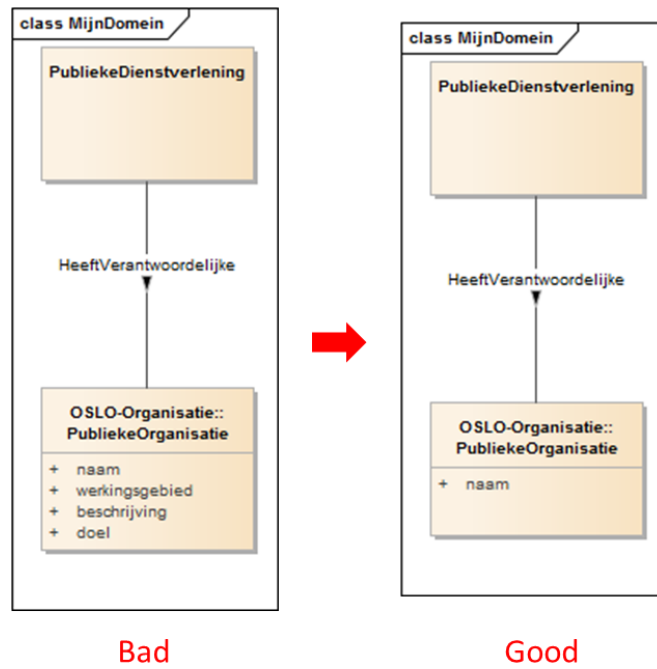 class MijnDomein
PubliekeDienstverlening
HeeftVerantwoordelijke
OSLO-Organisatie::
PubliekeOrganisatie
+ naam
+ werkingsgebied
+ beschrijving
+ doel
Bad
class MijnDomein
PubliekeDienstverlening
HeeftVerantwoordelijke
OSLO-Organisatie::
PubliekeOrganisatie
+ naam
Good